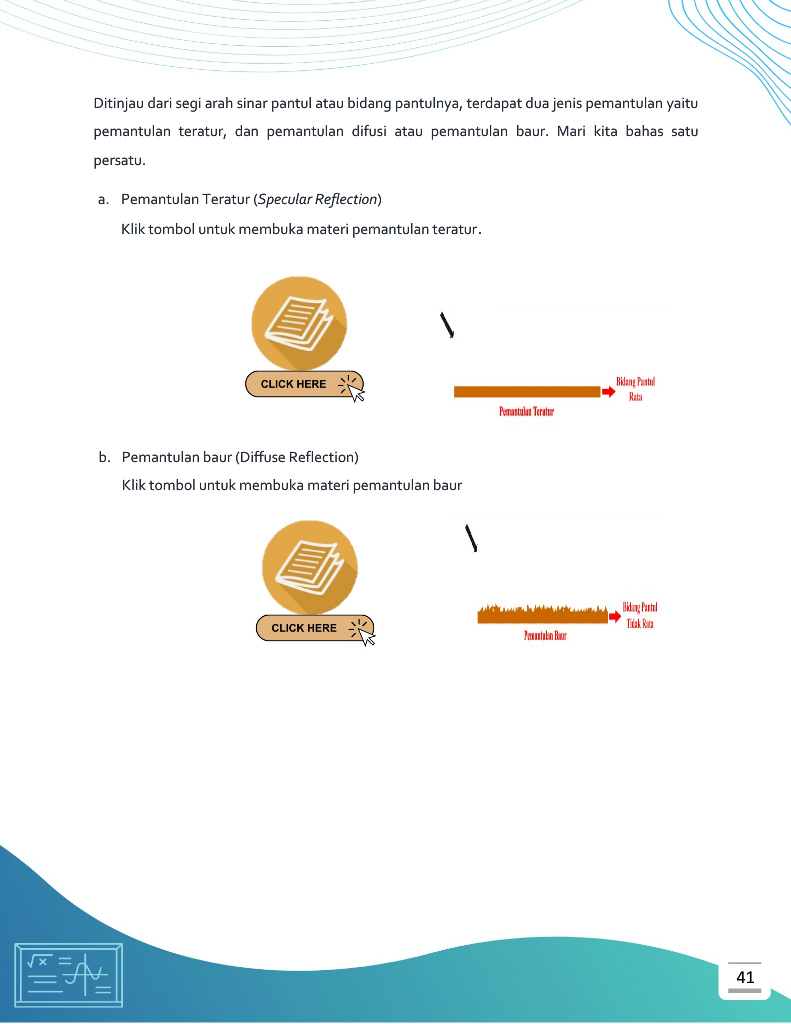 Ditinjau dari segi arah sinar pantul atau bidang pantulnya, terdapat dua jenis pemantulan yaitu
pemantulan teratur, dan pemantulan difusi atau pemantulan baur. Mari kita bahas satu
persatu.
a. Pemantulan Teratur (Specular Reflection)
Klik tombol untuk membuka materi pemantulan teratur.
CLICK HERE
Bidang Pantul
Rata
Pemantulan Teratur
b. Pemantulan baur (Diffuse Reflection)
Klik tombol untuk membuka materi pemantulan baur
CLICK HERE
Bidang Pantul
Tidak Rata
Pemantulan Baur
√x
41